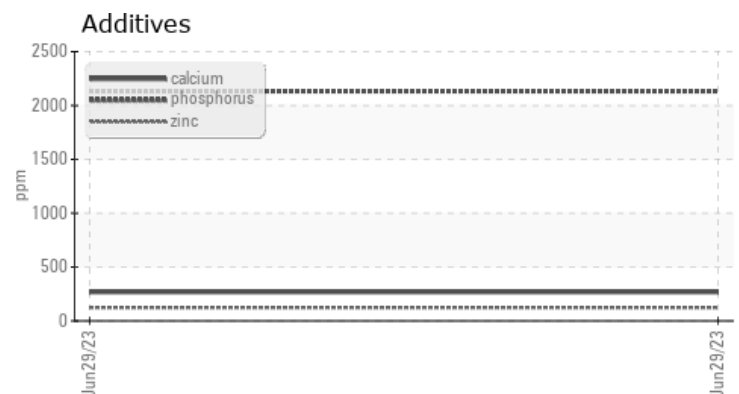 Additives
2500
2000
1500
1000
500
0
ppm
calcium
phosphorus
zinc
Jun29/23
Jun29/23